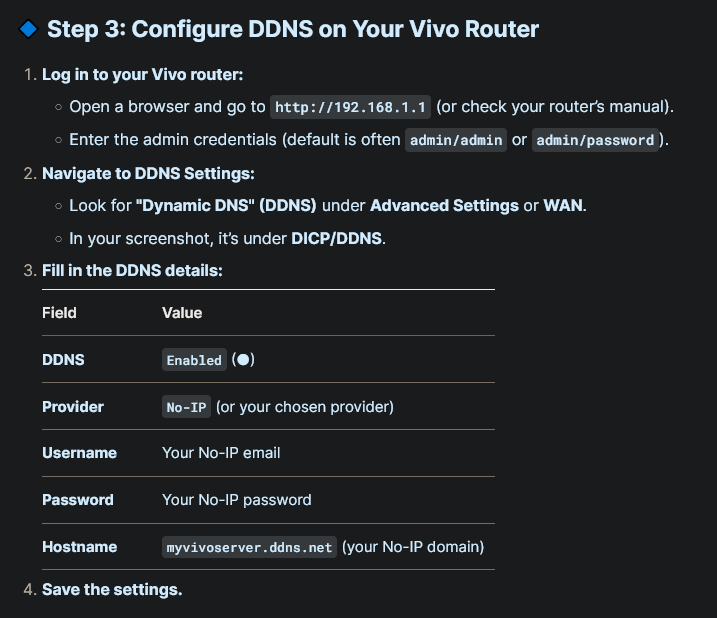 Step 3: Configure DDNS on Your Vivo Router
1. Log in to your Vivo router:
○ Open a browser and go to http://192.168.1.1 (or check your router’s manual).
○ Enter the admin credentials (default is often admin/admin or admin/password).
2. Navigate to DDNS Settings:
○ Look for "Dynamic DNS" (DDNS) under Advanced Settings or WAN.
○ In your screenshot, it’s under DICP/DDNS.
3. Fill in the DDNS details:
Field Value
DDNS Enabled (●)
Provider No-IP (or your chosen provider)
Username Your No-IP email
Password Your No-IP password
Hostname myvivoserver.ddns.net (your No-IP domain)
4. Save the settings.